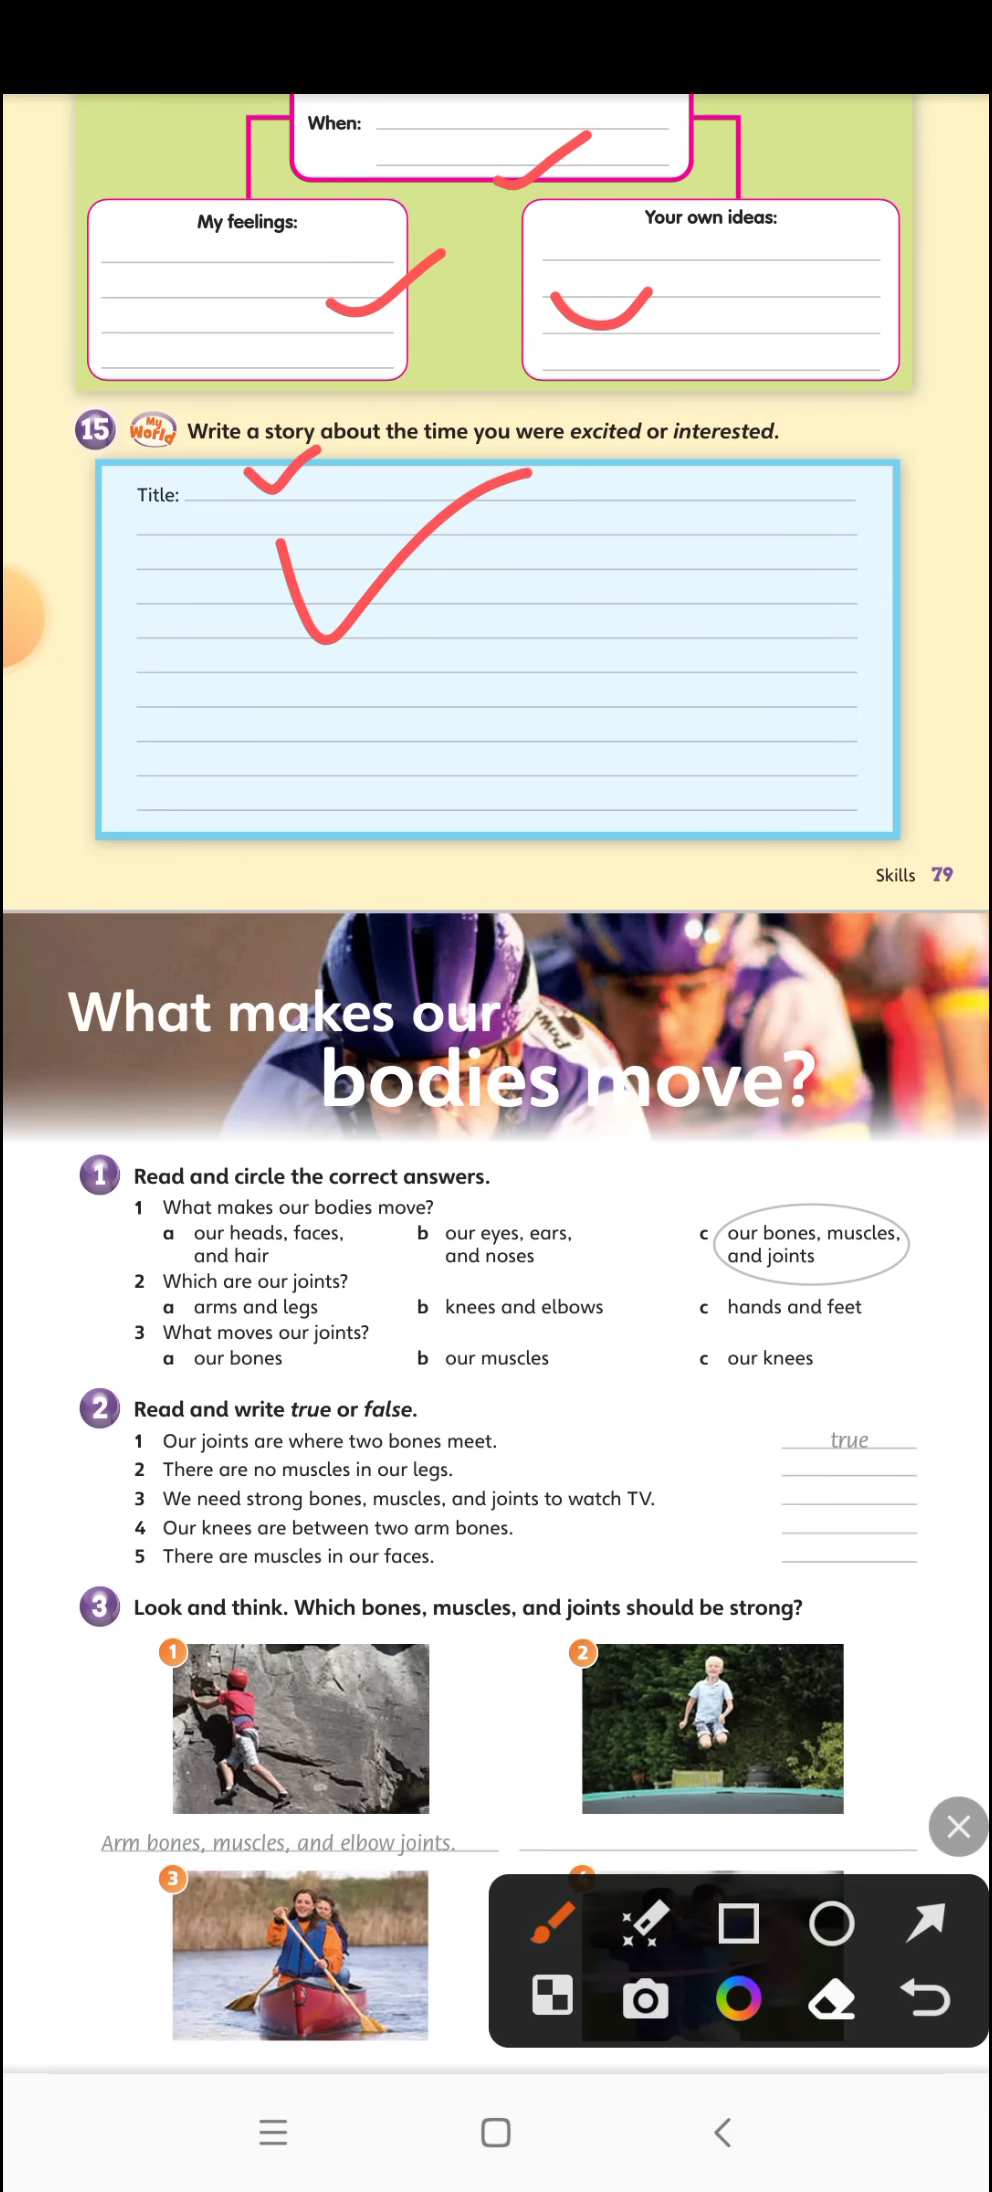 When:
My feelings:
Your own ideas:
15 My World Write a story about the time you were excited or interested.
Title:
Skills 79
What makes our
bodies move?
1 Read and circle the correct answers.
1 What makes our bodies move?
a our heads, faces, b our eyes, ears, c our bones, muscles,
and hair and noses and joints
2 Which are our joints?
a arms and legs b knees and elbows c hands and feet
3 What moves our joints?
a our bones b our muscles c our knees
2 Read and write true or false.
1 Our joints are where two bones meet. true
2 There are no muscles in our legs.
3 We need strong bones, muscles, and joints to watch TV.
4 Our knees are between two arm bones.
5 There are muscles in our faces.
3 Look and think. Which bones, muscles, and joints should be strong?
1 2
Arm bones, muscles, and elbow joints.
3 4